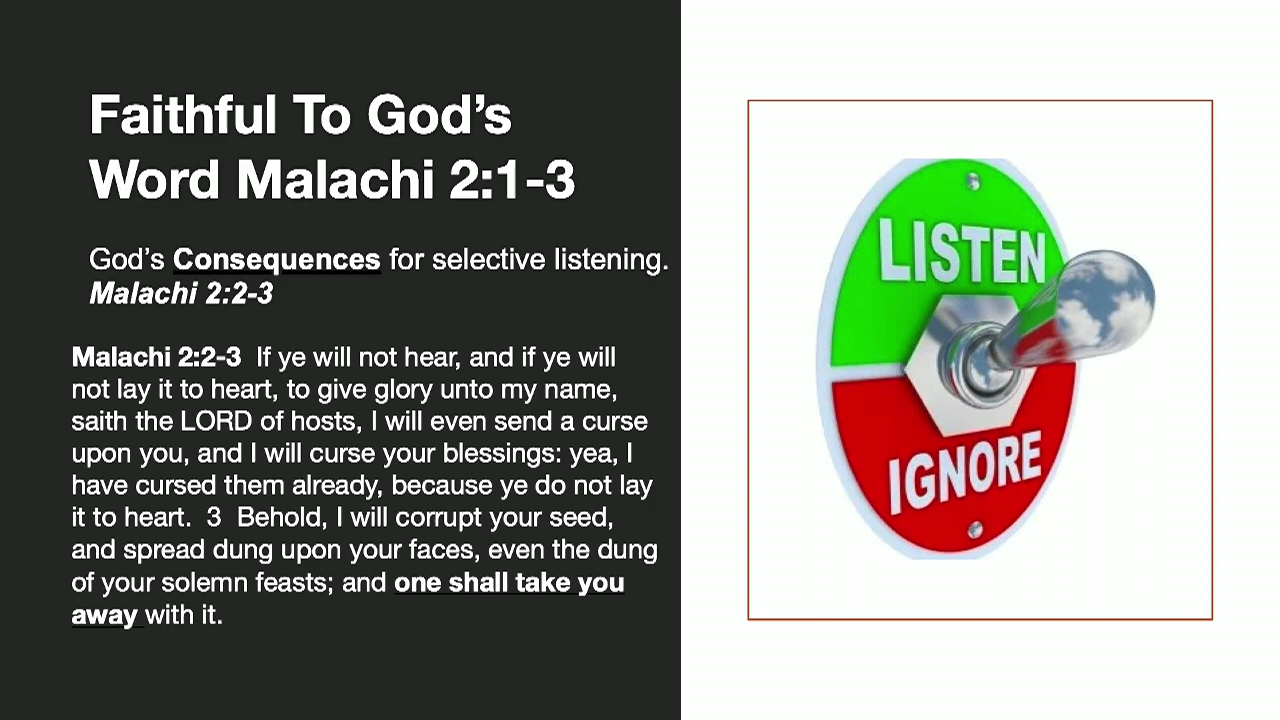 Faithful To God's
Word Malachi 2:1-3
God's Consequences for selective listening.
Malachi 2:2-3
Malachi 2:2-3  If ye will not hear, and if ye will
not lay it to heart, to give glory unto my name,
saith the LORD of hosts, I will even send a curse
upon you, and I will curse your blessings: yea, I
have cursed them already, because ye do not lay
it to heart.  3  Behold, I will corrupt your seed,
and spread dung upon your faces, even the dung
of your solemn feasts; and one shall take you
away with it.
LISTEN
IGNORE